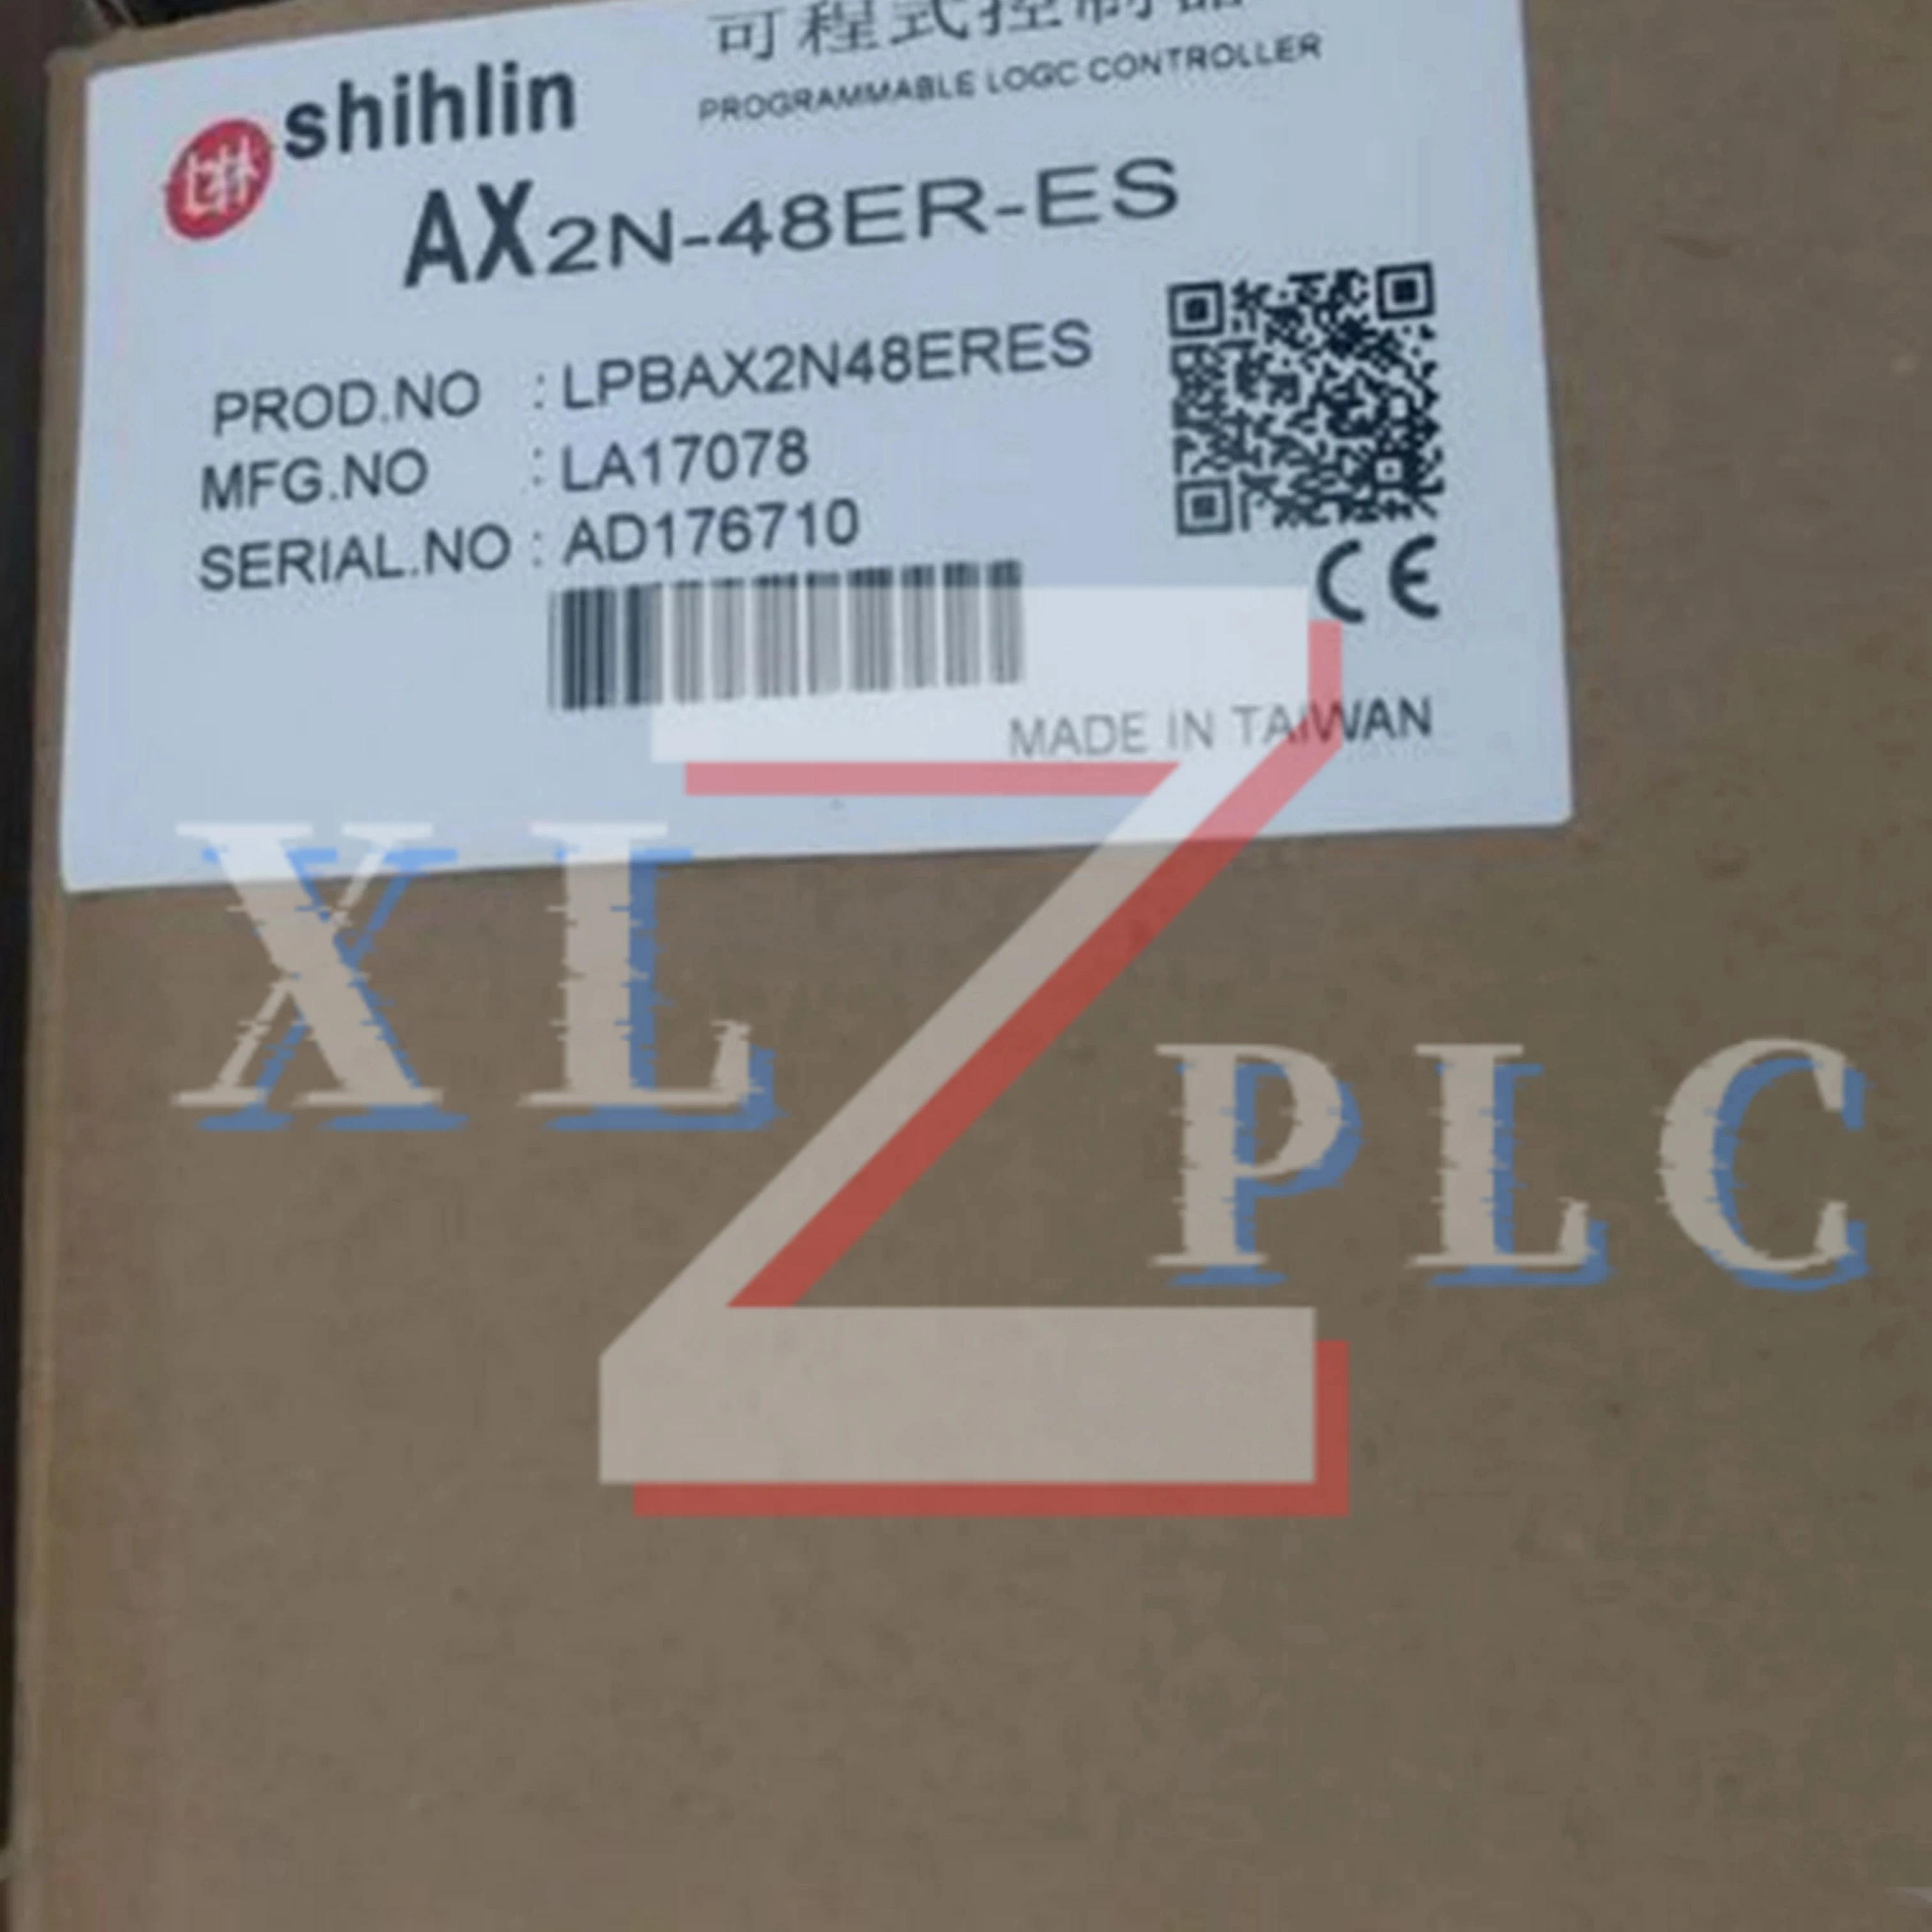 可程式控制器
shihlin
PROGRAMMABLE LOGC CONTROLLER
AX2N-48ER-ES
PROD.NO : LPBAX2N48ERES
MFG.NO : LA17078
SERIAL.NO : AD176710
CE
MADE IN TAIWAN
XLZPLC